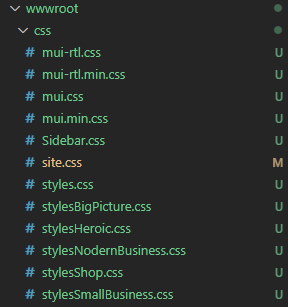 wwwroot
css
# mui-rtl.css U
# mui-rtl.min.css U
# mui.css U
# mui.min.css U
# Sidebar.css U
# site.css M
# styles.css U
# stylesBigPicture.css U
# stylesHeroic.css U
# stylesNodernBusiness.css U
# stylesShop.css U
# stylesSmallBusiness.css U